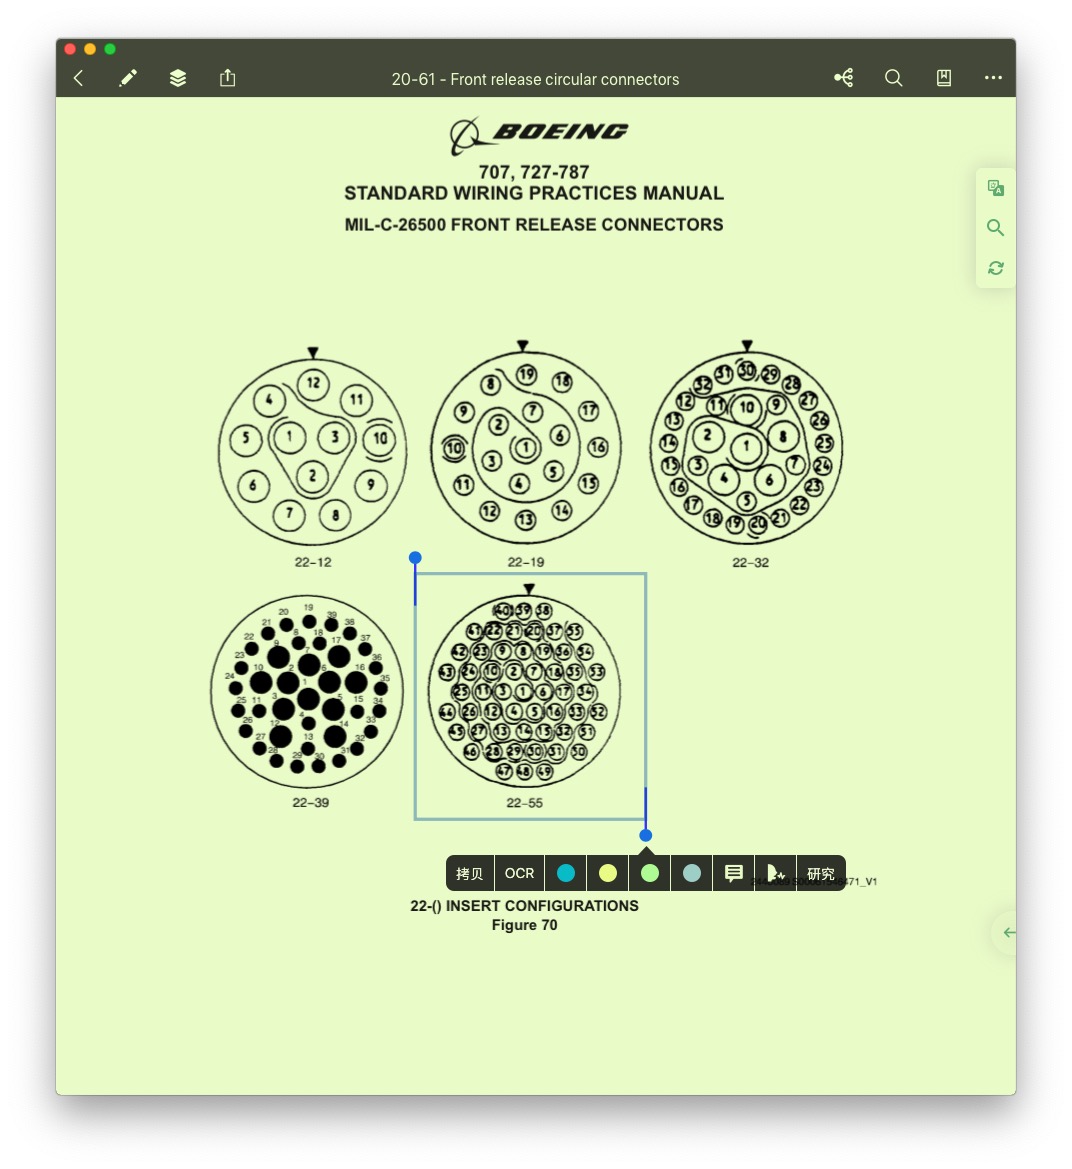 20-61 - Front release circular connectors
BOEING
707, 727-787
STANDARD WIRING PRACTICES MANUAL
MIL-C-26500 FRONT RELEASE CONNECTORS
12
4 11
5 1 3 10
2
6 9
7 8
22-12
19
8 18
9 7 17
2 6
10 1 16
3 5
11 4 15
12 14
13
22-19
31 30 29
32 28
12 11 10 9 27
13 26
2 8
14 1 25
15 3 7 24
4 6
16 23
17 5 22
18 19 20 21
22-32
19
20 39
21 38
22 9 8 18 17 37
23 7 36
10 2 6 16
24 1 35
3 5
25 11 15 34
4
26 12 14 33
27 13 32
28 29 30 31
22-39
40 39 38
41 22 21 20 37 55
42 23 9 8 19 36 54
43 24 10 2 7 18 35 53
25 11 3 1 6 17 34
44 26 12 4 5 16 33 52
45 27 13 14 15 32 51
46 28 29 30 31 50
47 48 49
22-55
拷贝 OCR 研究
22-() INSERT CONFIGURATIONS
Figure 70